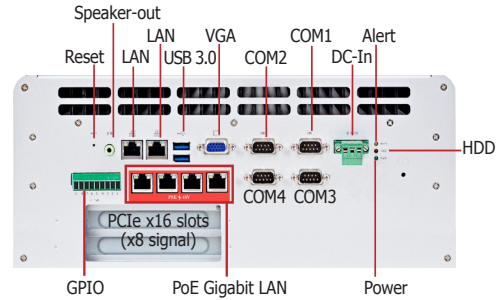 Speaker-out
LAN
Reset
LAN
USB 3.0
VGA
COM2
COM1
DC-In
Alert
HDD
COM4
COM3
PCIe x16 slots
(x8 signal)
GPIO
PoE Gigabit LAN
Power